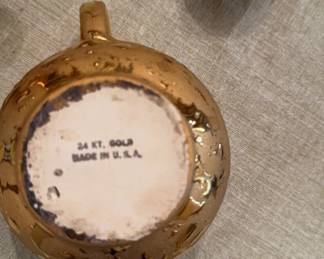 24 KT. GOLD
MADE IN U.S.A.